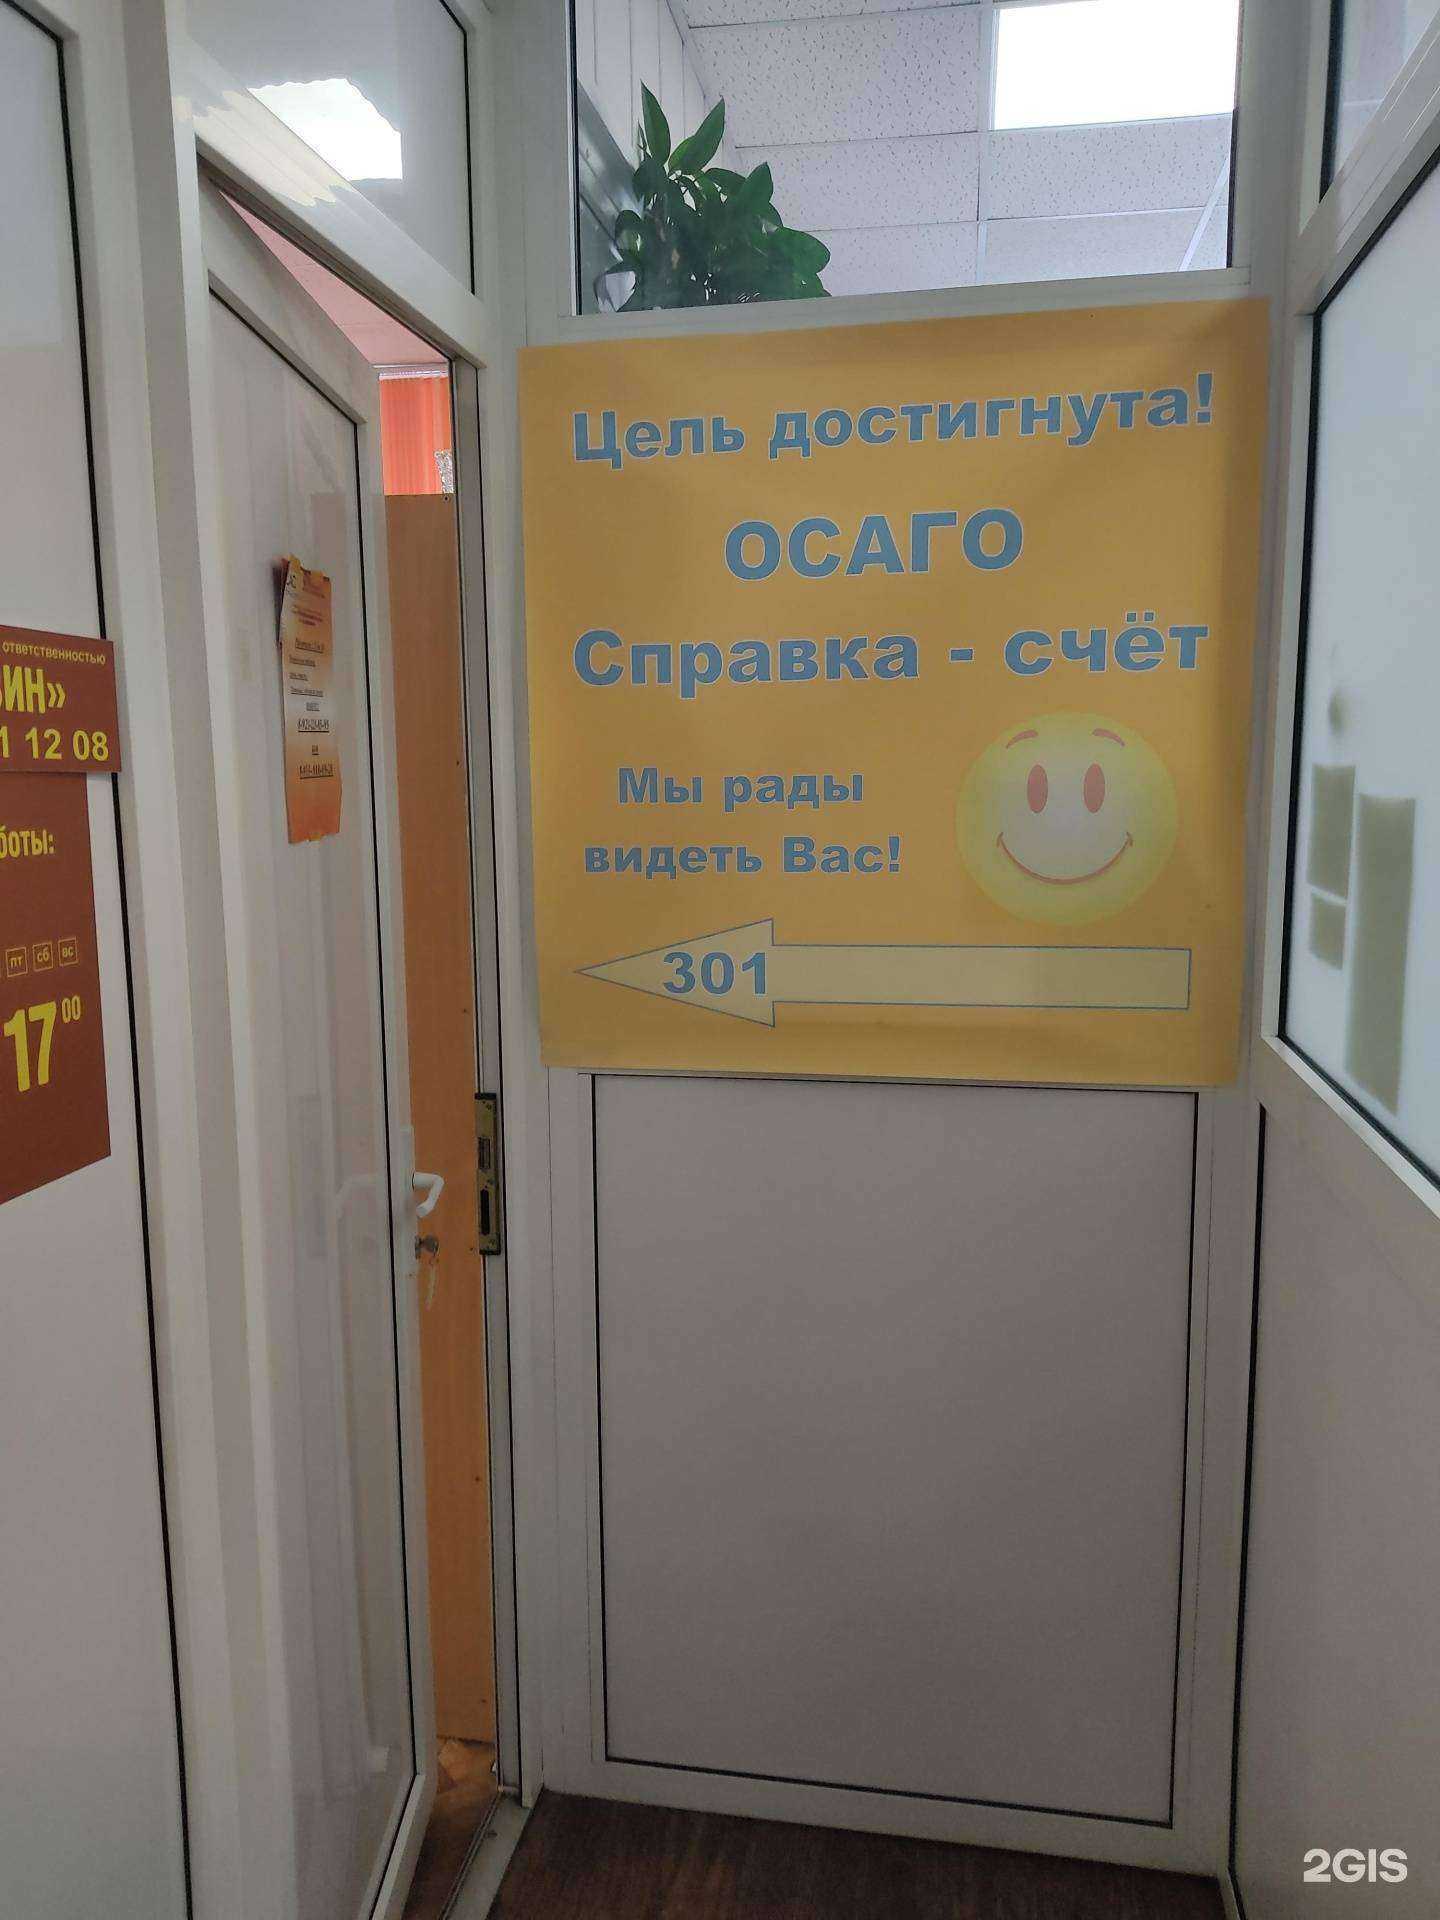 ответственностью
ИН»
1 12 08
боты:
пт сб вс
17 00
Цель достигнута!
ОСАГО
Справка - счёт
Мы рады
видеть Вас!
301
2GIS